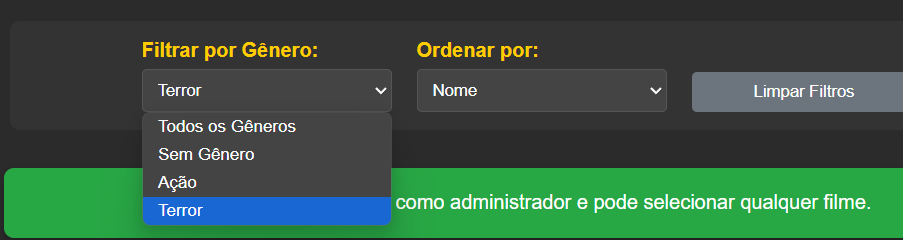 Filtrar por Gênero:
Ordenar por:
Terror
Nome
Limpar Filtros
Todos os Gêneros
Sem Gênero
Ação
Terror
como administrador e pode selecionar qualquer filme.